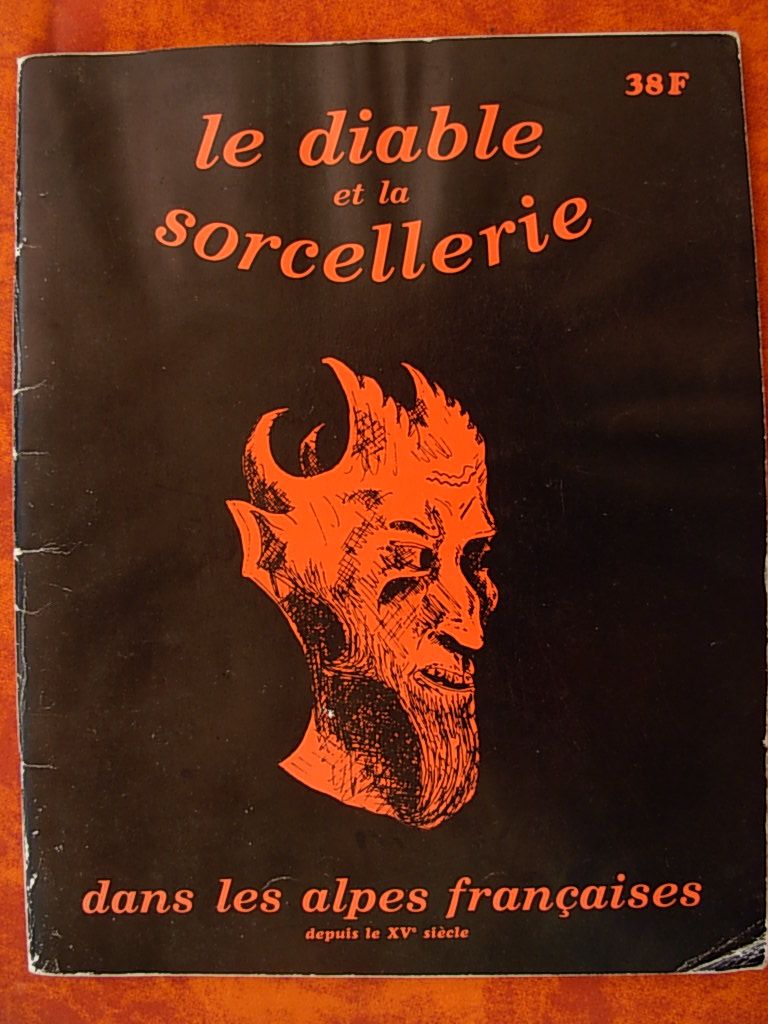 38F
le diable
et la
sorcellerie
dans les alpes françaises
depuis le XVe siècle